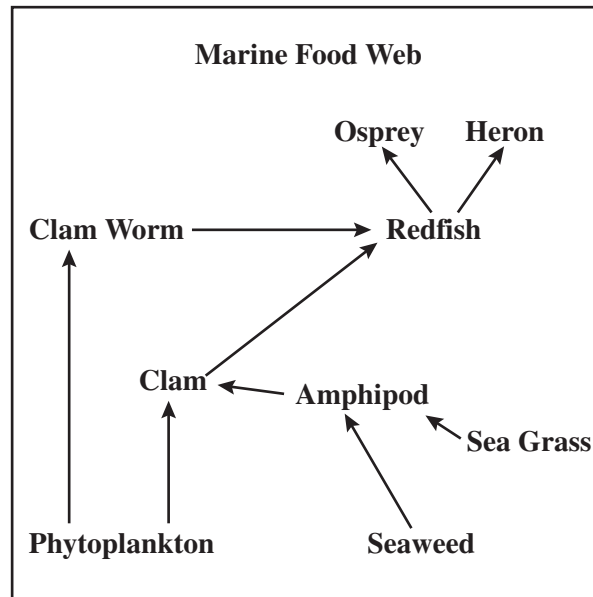 Marine Food Web
Osprey
Heron
Clam Worm
Redfish
Clam
Amphipod
Sea Grass
Phytoplankton
Seaweed